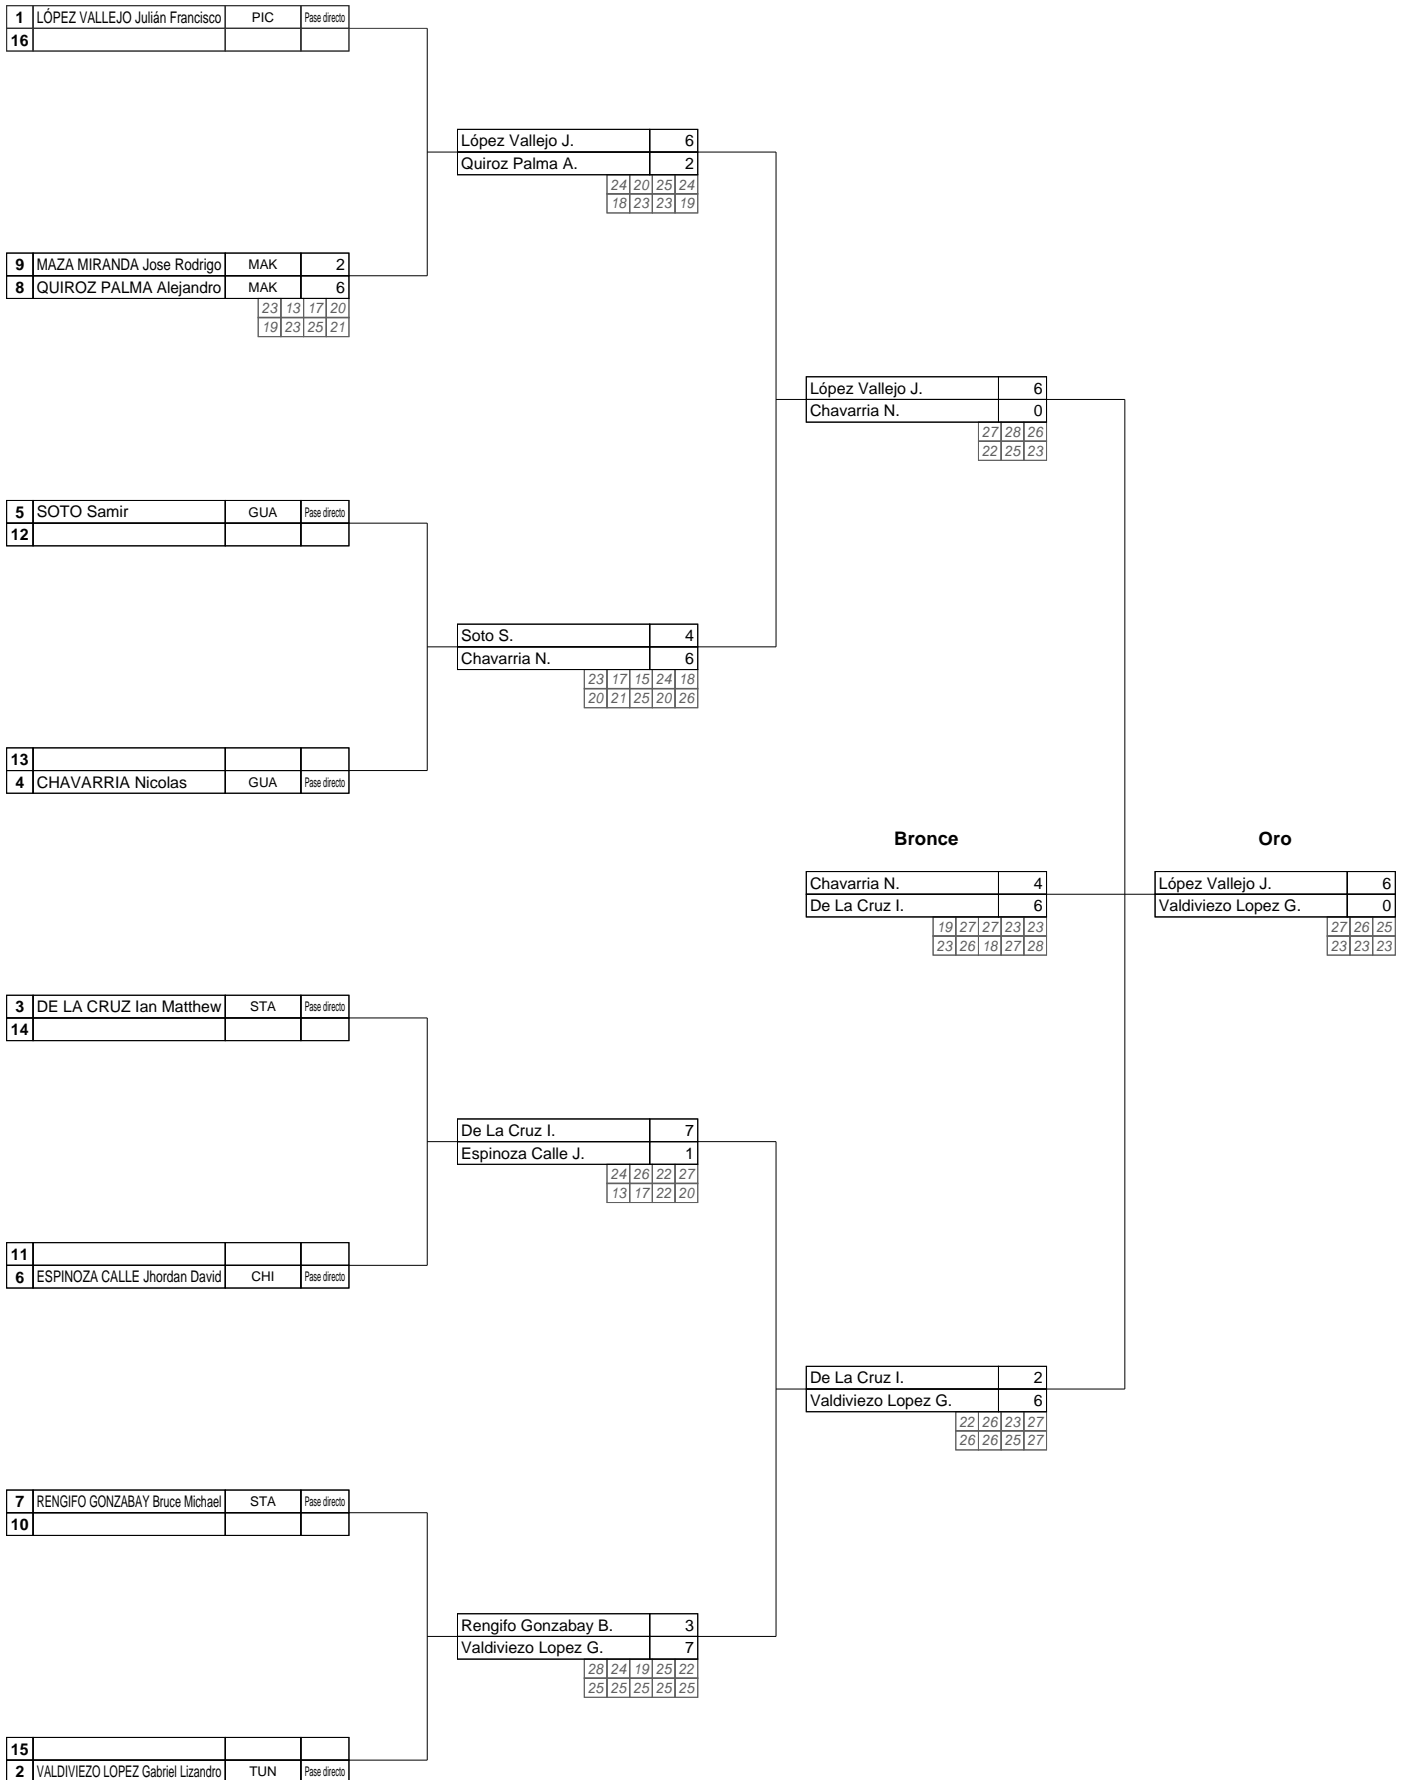 1 LÓPEZ VALLEJO Julián Francisco PIC Pase directo
16
López Vallejo J. 6
Quiroz Palma A. 2
24 20 25 24
18 23 23 19
9 MAZA MIRANDA Jose Rodrigo MAK 2
8 QUIROZ PALMA Alejandro MAK 6
23 13 17 20
19 23 25 21
López Vallejo J. 6
Chavarria N. 0
27 28 26
22 25 23
5 SOTO Samir GUA Pase directo
12
Soto S. 4
Chavarria N. 6
23 17 15 24 18
20 21 25 20 26
13
4 CHAVARRIA Nicolas GUA Pase directo
Bronce Oro
Chavarria N. 4 López Vallejo J. 6
De La Cruz I. 6 Valdiviezo Lopez G. 0
19 27 27 23 23 27 26 25
23 26 18 27 28 23 23 23
3 DE LA CRUZ Ian Matthew STA Pase directo
14
De La Cruz I. 7
Espinoza Calle J. 1
24 26 22 27
13 17 22 20
11
6 ESPINOZA CALLE Jhordan David CHI Pase directo
De La Cruz I. 2
Valdiviezo Lopez G. 6
22 26 23 27
26 26 25 27
7 RENGIFO GONZABAY Bruce Michael STA Pase directo
10
Rengifo Gonzabay B. 3
Valdiviezo Lopez G. 7
28 24 19 25 22
25 25 25 25 25
15
2 VALDIVIEZO LOPEZ Gabriel Lizandro TUN Pase directo